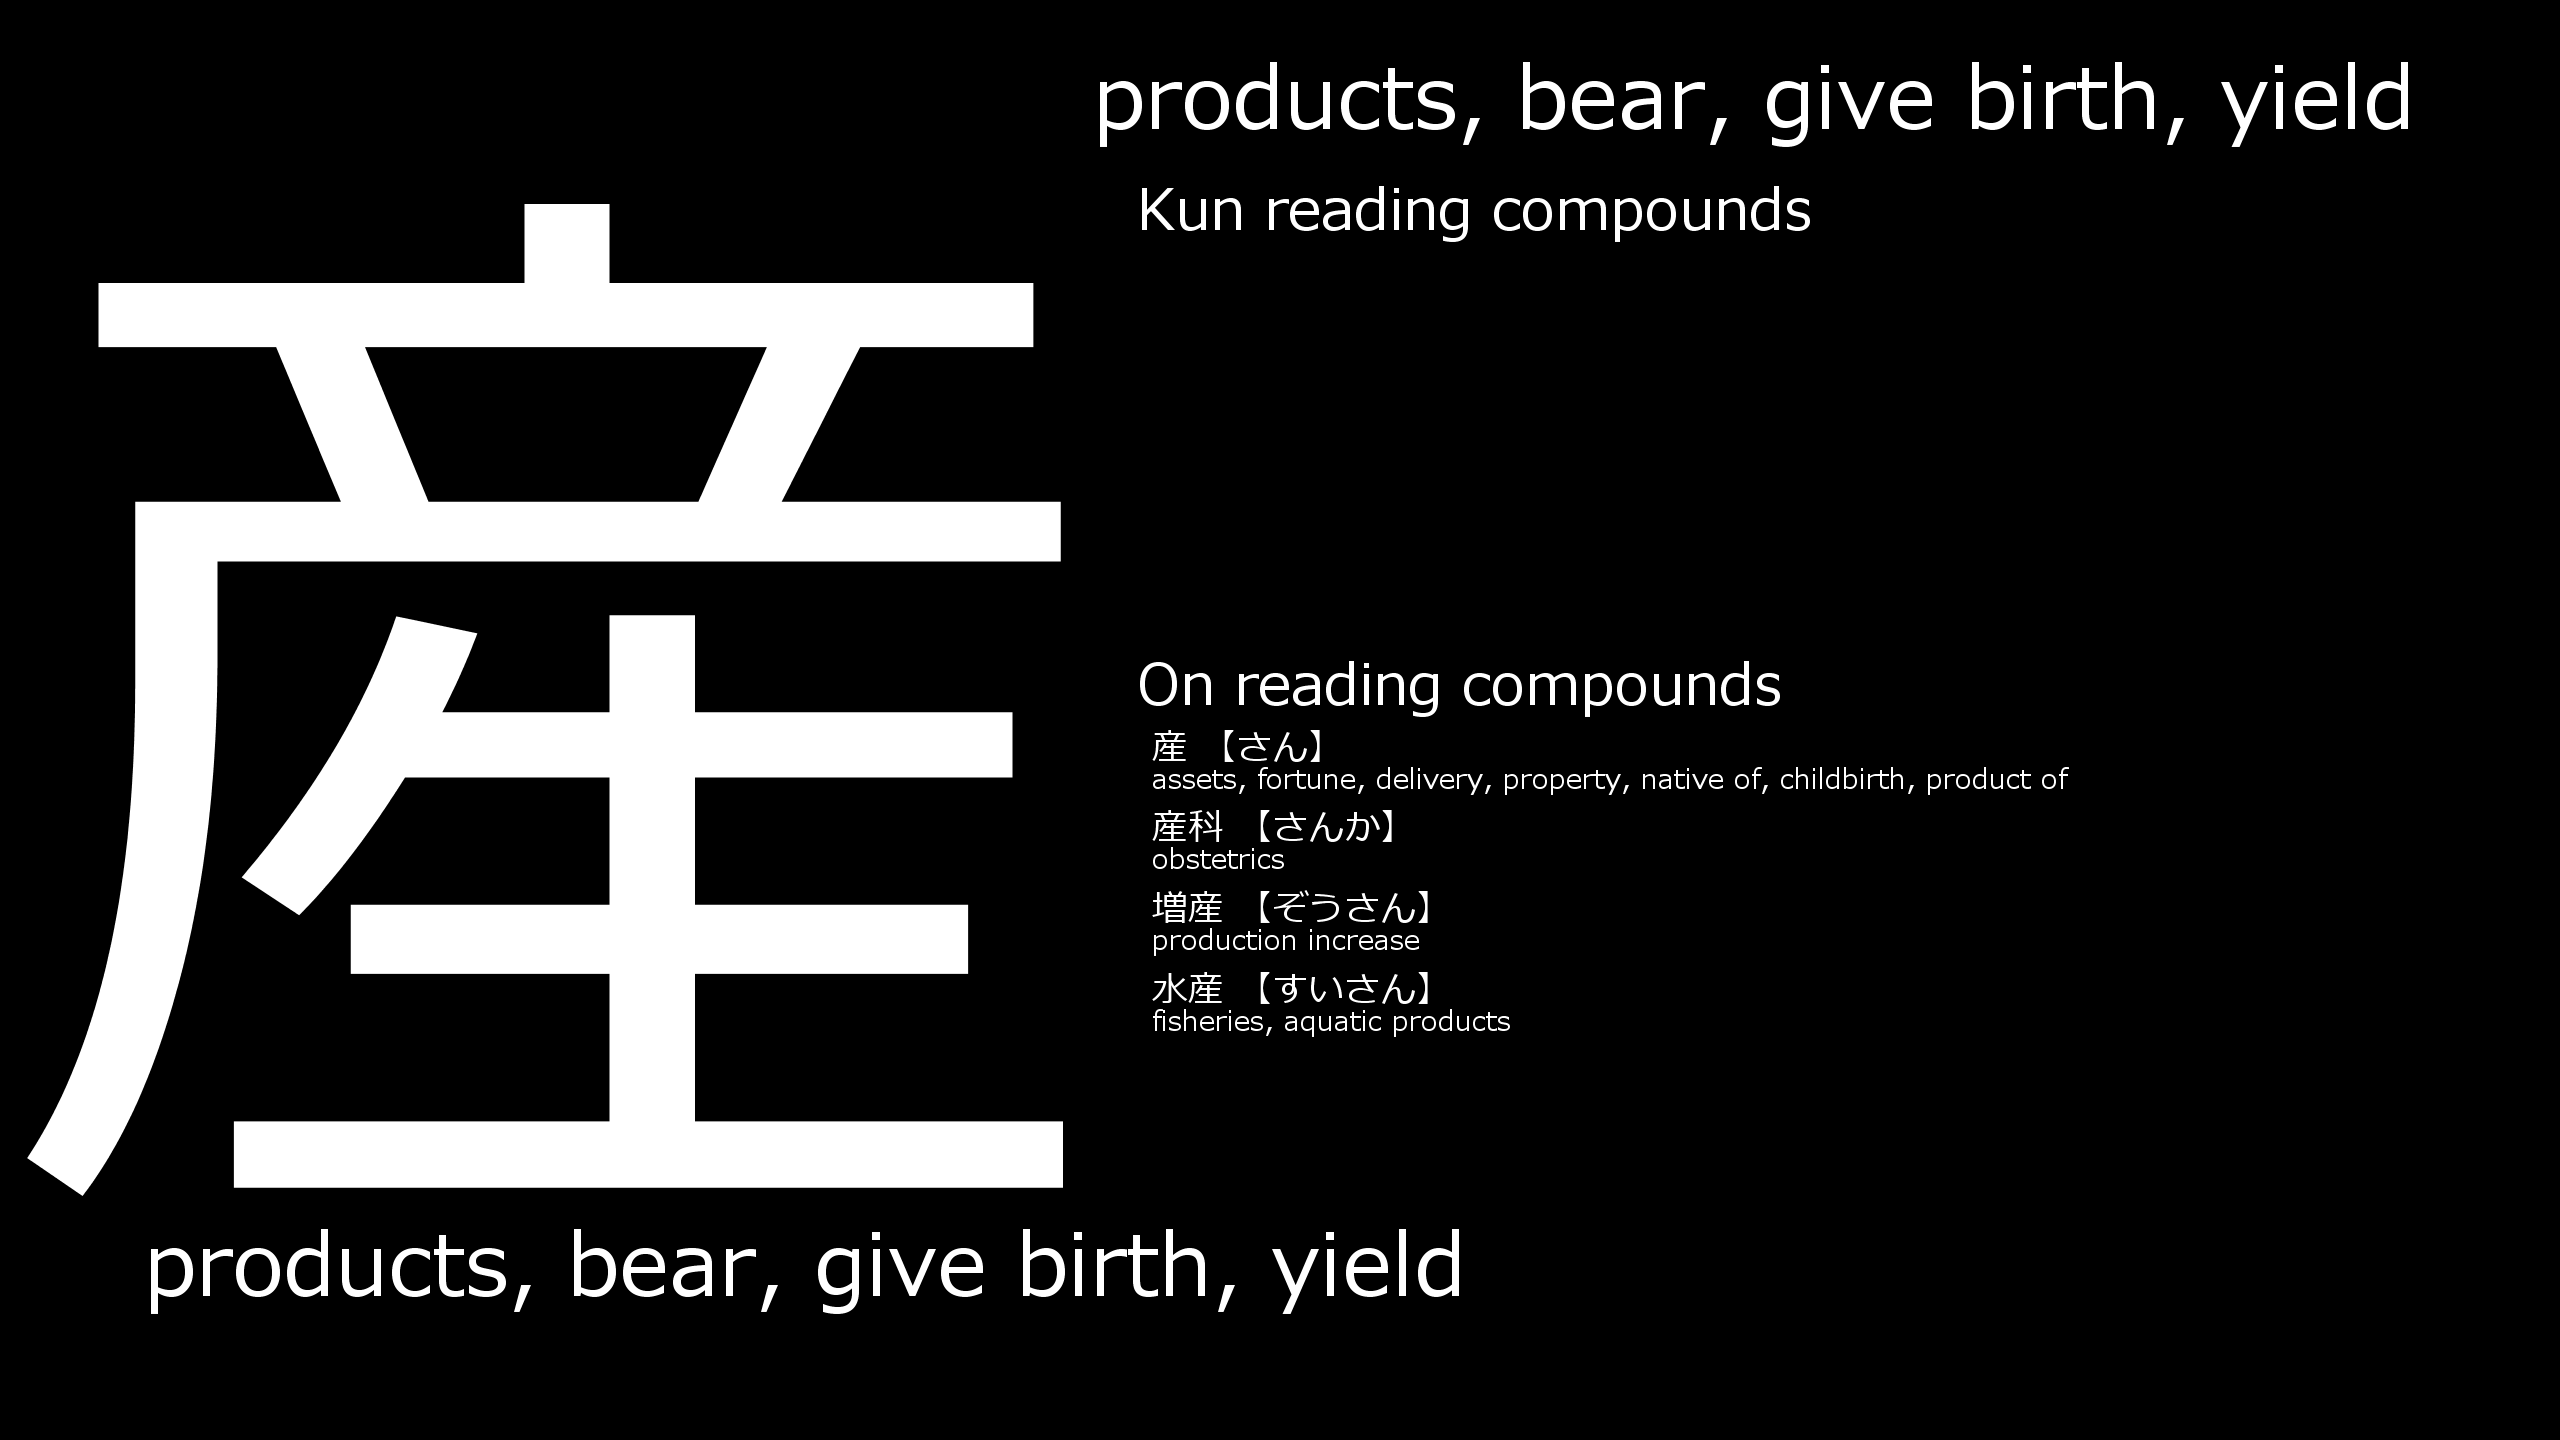 産
products, bear, give birth, yield
Kun reading compounds
On reading compounds
産 【さん】
assets, fortune, delivery, property, native of, childbirth, product of
産科 【さんか】
obstetrics
増産 【ぞうさん】
production increase
水産 【すいさん】
fisheries, aquatic products
products, bear, give birth, yield